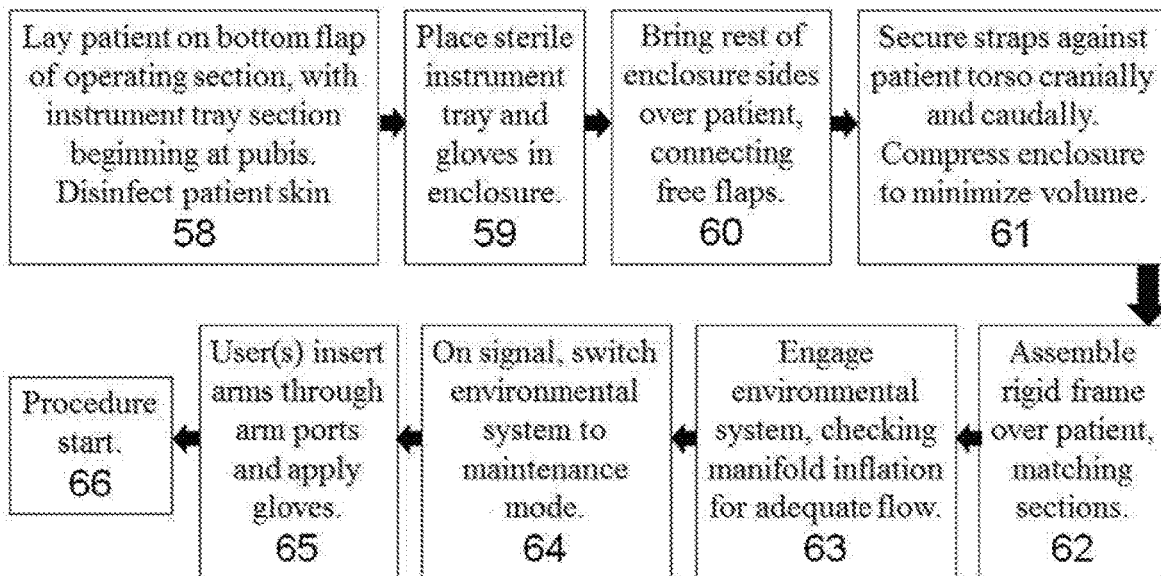 Lay patient on bottom flap
of operating section, with
instrument tray section
beginning at pubis.
Disinfect patient skin
58
Place sterile
instrument
tray and
gloves in
enclosure.
59
Bring rest of
enclosure sides
over patient,
connecting
free flaps.
60
Secure straps against
patient torso cranially
and caudally.
Compress enclosure
to minimize volume.
61
Assemble
rigid frame
over patient,
matching
sections.
62
Engage
environmental
system, checking
manifold inflation
for adequate flow.
63
On signal, switch
environmental
system to
maintenance
mode.
64
User(s) insert
arms through
arm ports
and apply
gloves.
65
Procedure
start.
66